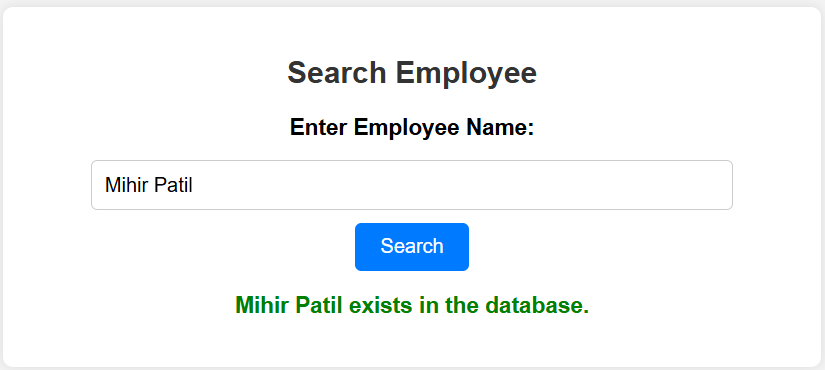 Search Employee
Enter Employee Name:
Mihir Patil
Search
Mihir Patil exists in the database.